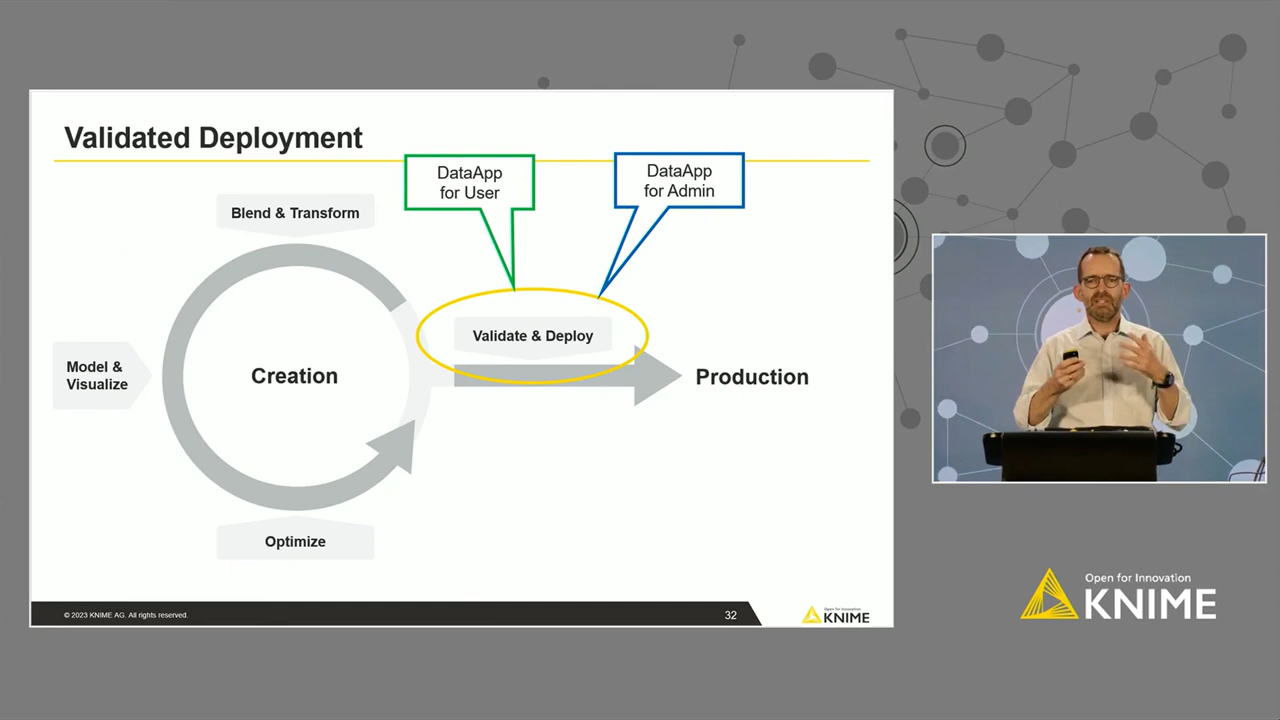 Validated Deployment
DataApp
for User
DataApp
for Admin
Blend & Transform
Validate & Deploy
Model &
Visualize
Creation
Production
Optimize
© 2023 KNIME AG. All rights reserved.
32
Open for Innovation
KNIME
Open for Innovation
KNIME